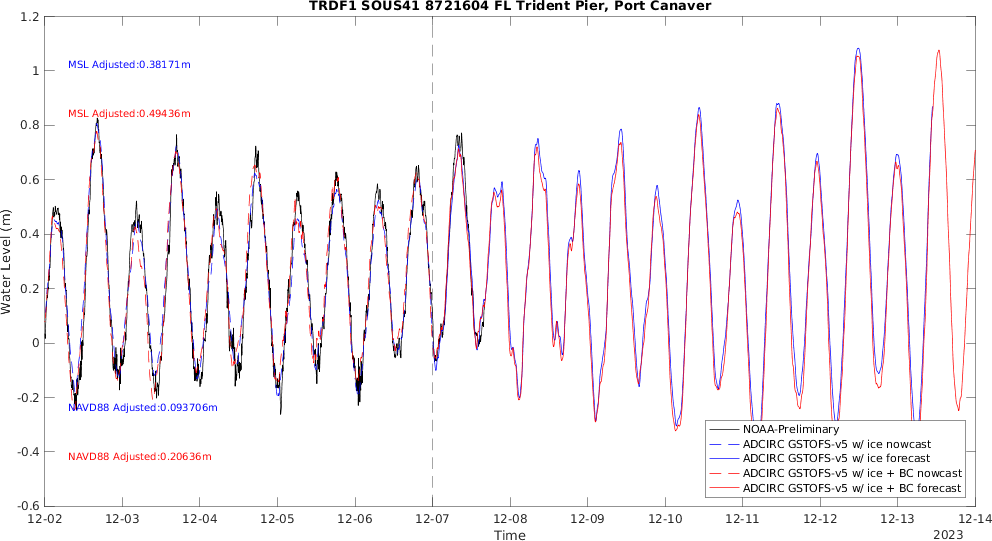 TRDF1 SOUS41 8721604 FL Trident Pier, Port Canaver
1.2
1
0.8
0.6
0.4
0.2
0
-0.2
-0.4
-0.6
Water Level (m)
MSL Adjusted:0.38171m
MSL Adjusted:0.49436m
NAVD88 Adjusted:0.093706m
NAVD88 Adjusted:0.20636m
NOAA-Preliminary
ADCIRC GSTOFS-v5 w/ ice nowcast
ADCIRC GSTOFS-v5 w/ ice forecast
ADCIRC GSTOFS-v5 w/ ice + BC nowcast
ADCIRC GSTOFS-v5 w/ ice + BC forecast
12-02 12-03 12-04 12-05 12-06 12-07 12-08 12-09 12-10 12-11 12-12 12-13 12-14
Time
2023